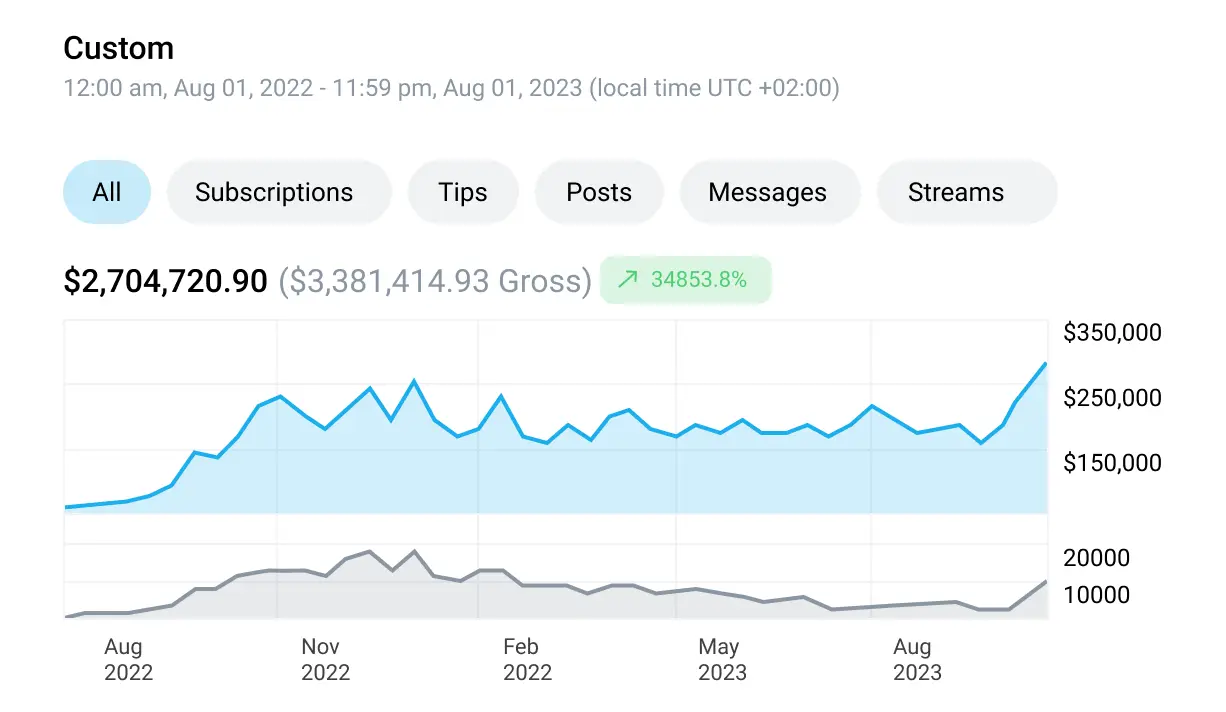 Custom
12:00 am, Aug 01, 2022 - 11:59 pm, Aug 01, 2023 (local time UTC +02:00)
All Subscriptions Tips Posts Messages Streams
$2,704,720.90 ($3,381,414.93 Gross) 34853.8%
$350,000
$250,000
$150,000
20000
10000
Aug Nov Feb May Aug
2022 2022 2022 2023 2023